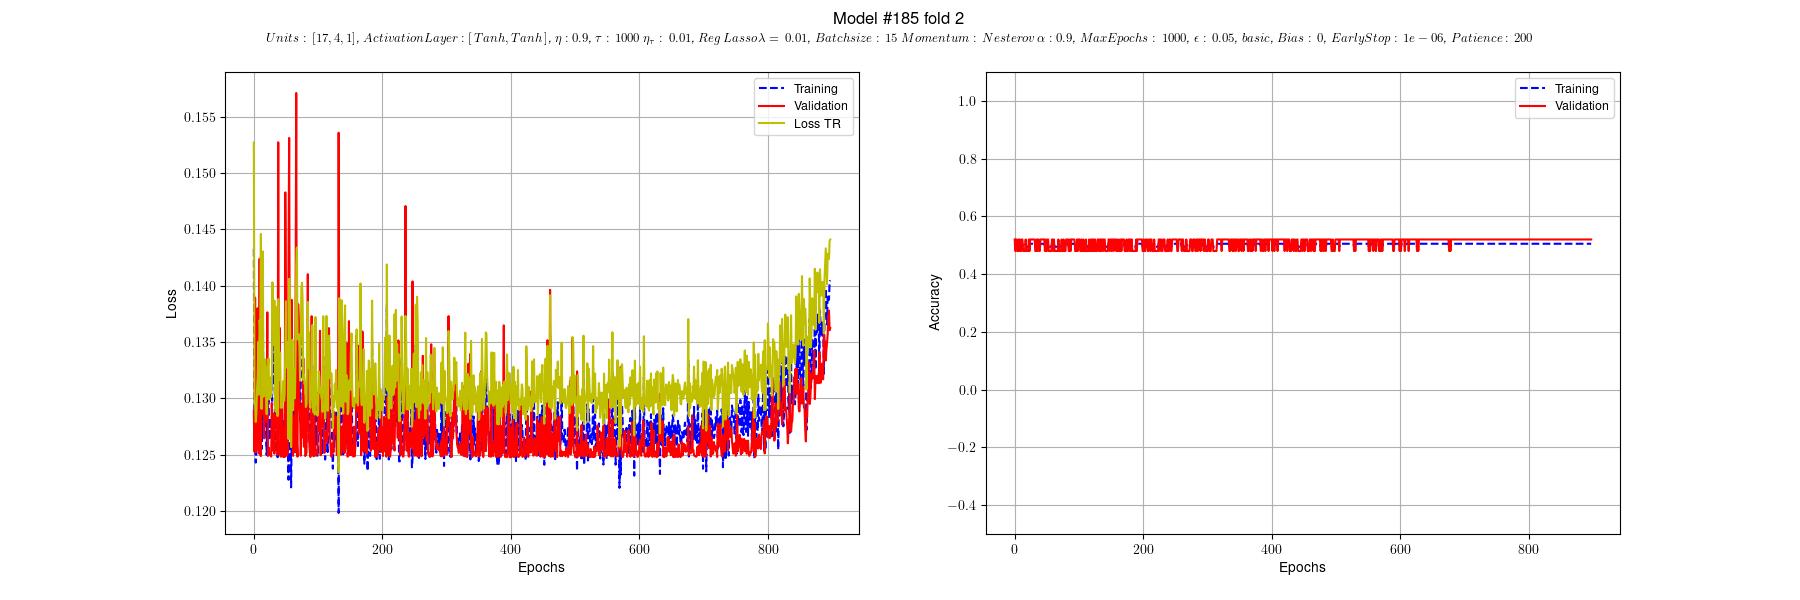 Model #185 fold 2
Units : [17, 4, 1], ActivationLayer : [Tanh, Tanh], η : 0.9, τ : 1000 ητ : 0.01, Reg Lassoλ = 0.01, Batchsize : 15 Momentum : Nesterov α : 0.9, MaxEpochs : 1000, ϵ : 0.05, basic, Bias : 0, EarlyStop : 1e − 06, Patience : 200
Training
Validation
Loss TR
0.155
0.150
0.145
0.140
0.135
0.130
0.125
0.120
Loss
0
200
400
600
800
Epochs
Training
Validation
1.0
0.8
0.6
0.4
0.2
0.0
−0.2
−0.4
Accuracy
0
200
400
600
800
Epochs